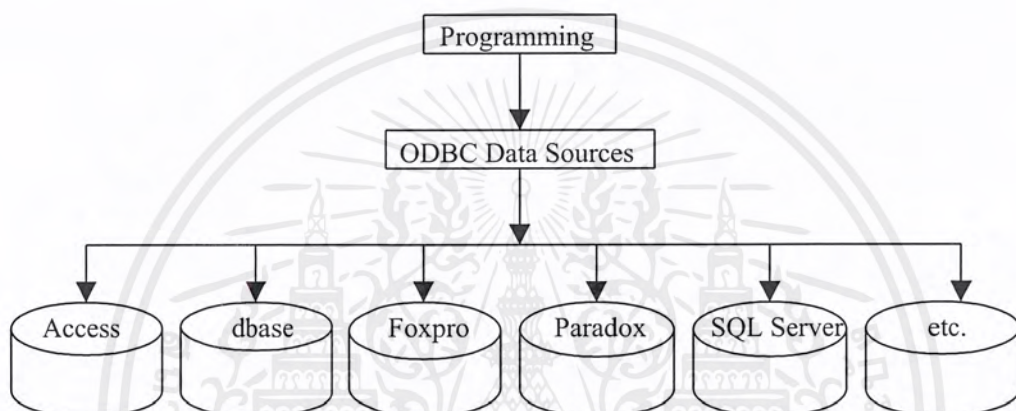 Programming
ODBC Data Sources
Access
dbase
Foxpro
Paradox
SQL Server
etc.